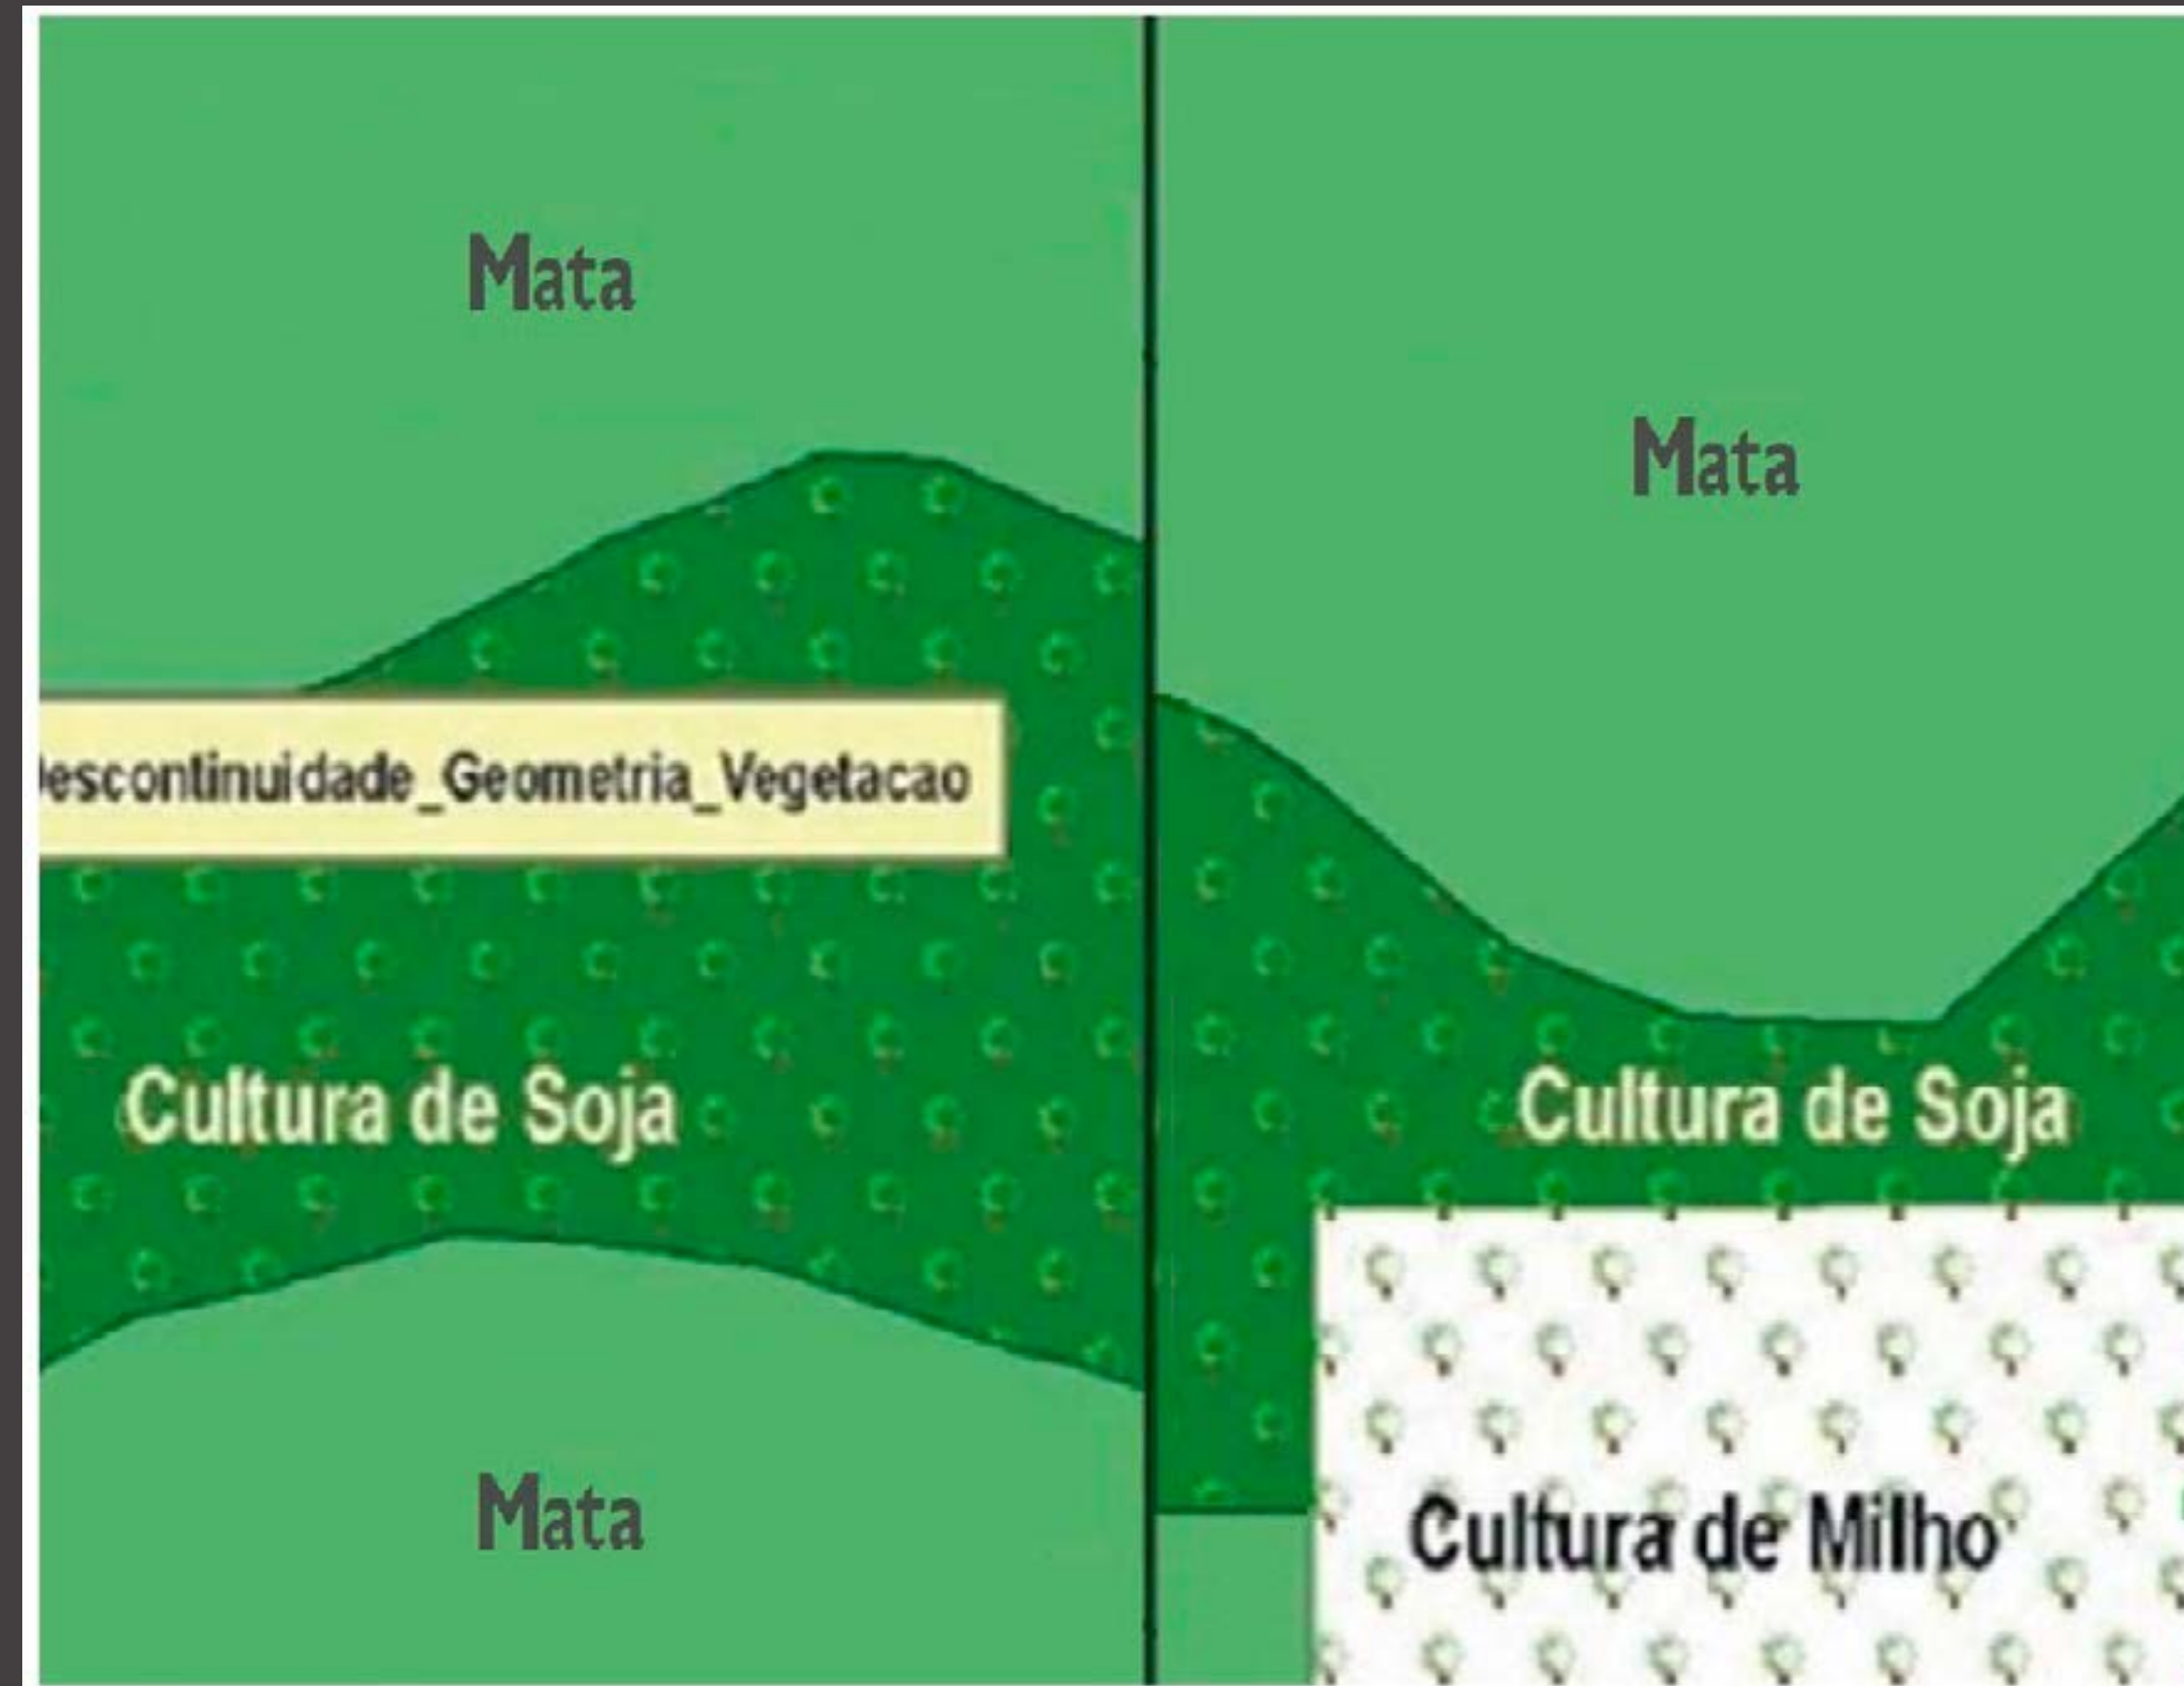 Mata
Mata
escontinuidade_Geometria_Vegetacao
Cultura de Soja
Cultura de Soja
Mata
Cultura de Milho